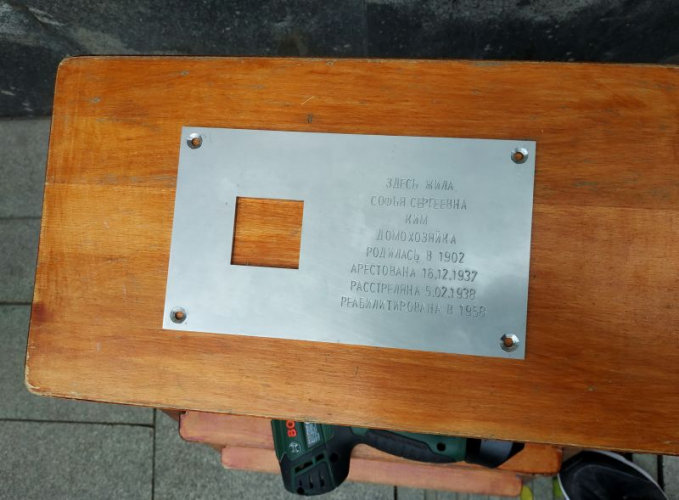 ЗДЕСЬ ЖИЛА
СОФЬЯ СЕРГЕЕВНА
КИМ
ДОМОХОЗЯЙКА
РОДИЛАСЬ В 1902
АРЕСТОВАНА 16.12.1937
РАССТРЕЛЯНА 5.02.1938
РЕАБИЛИТИРОВАНА В 1958